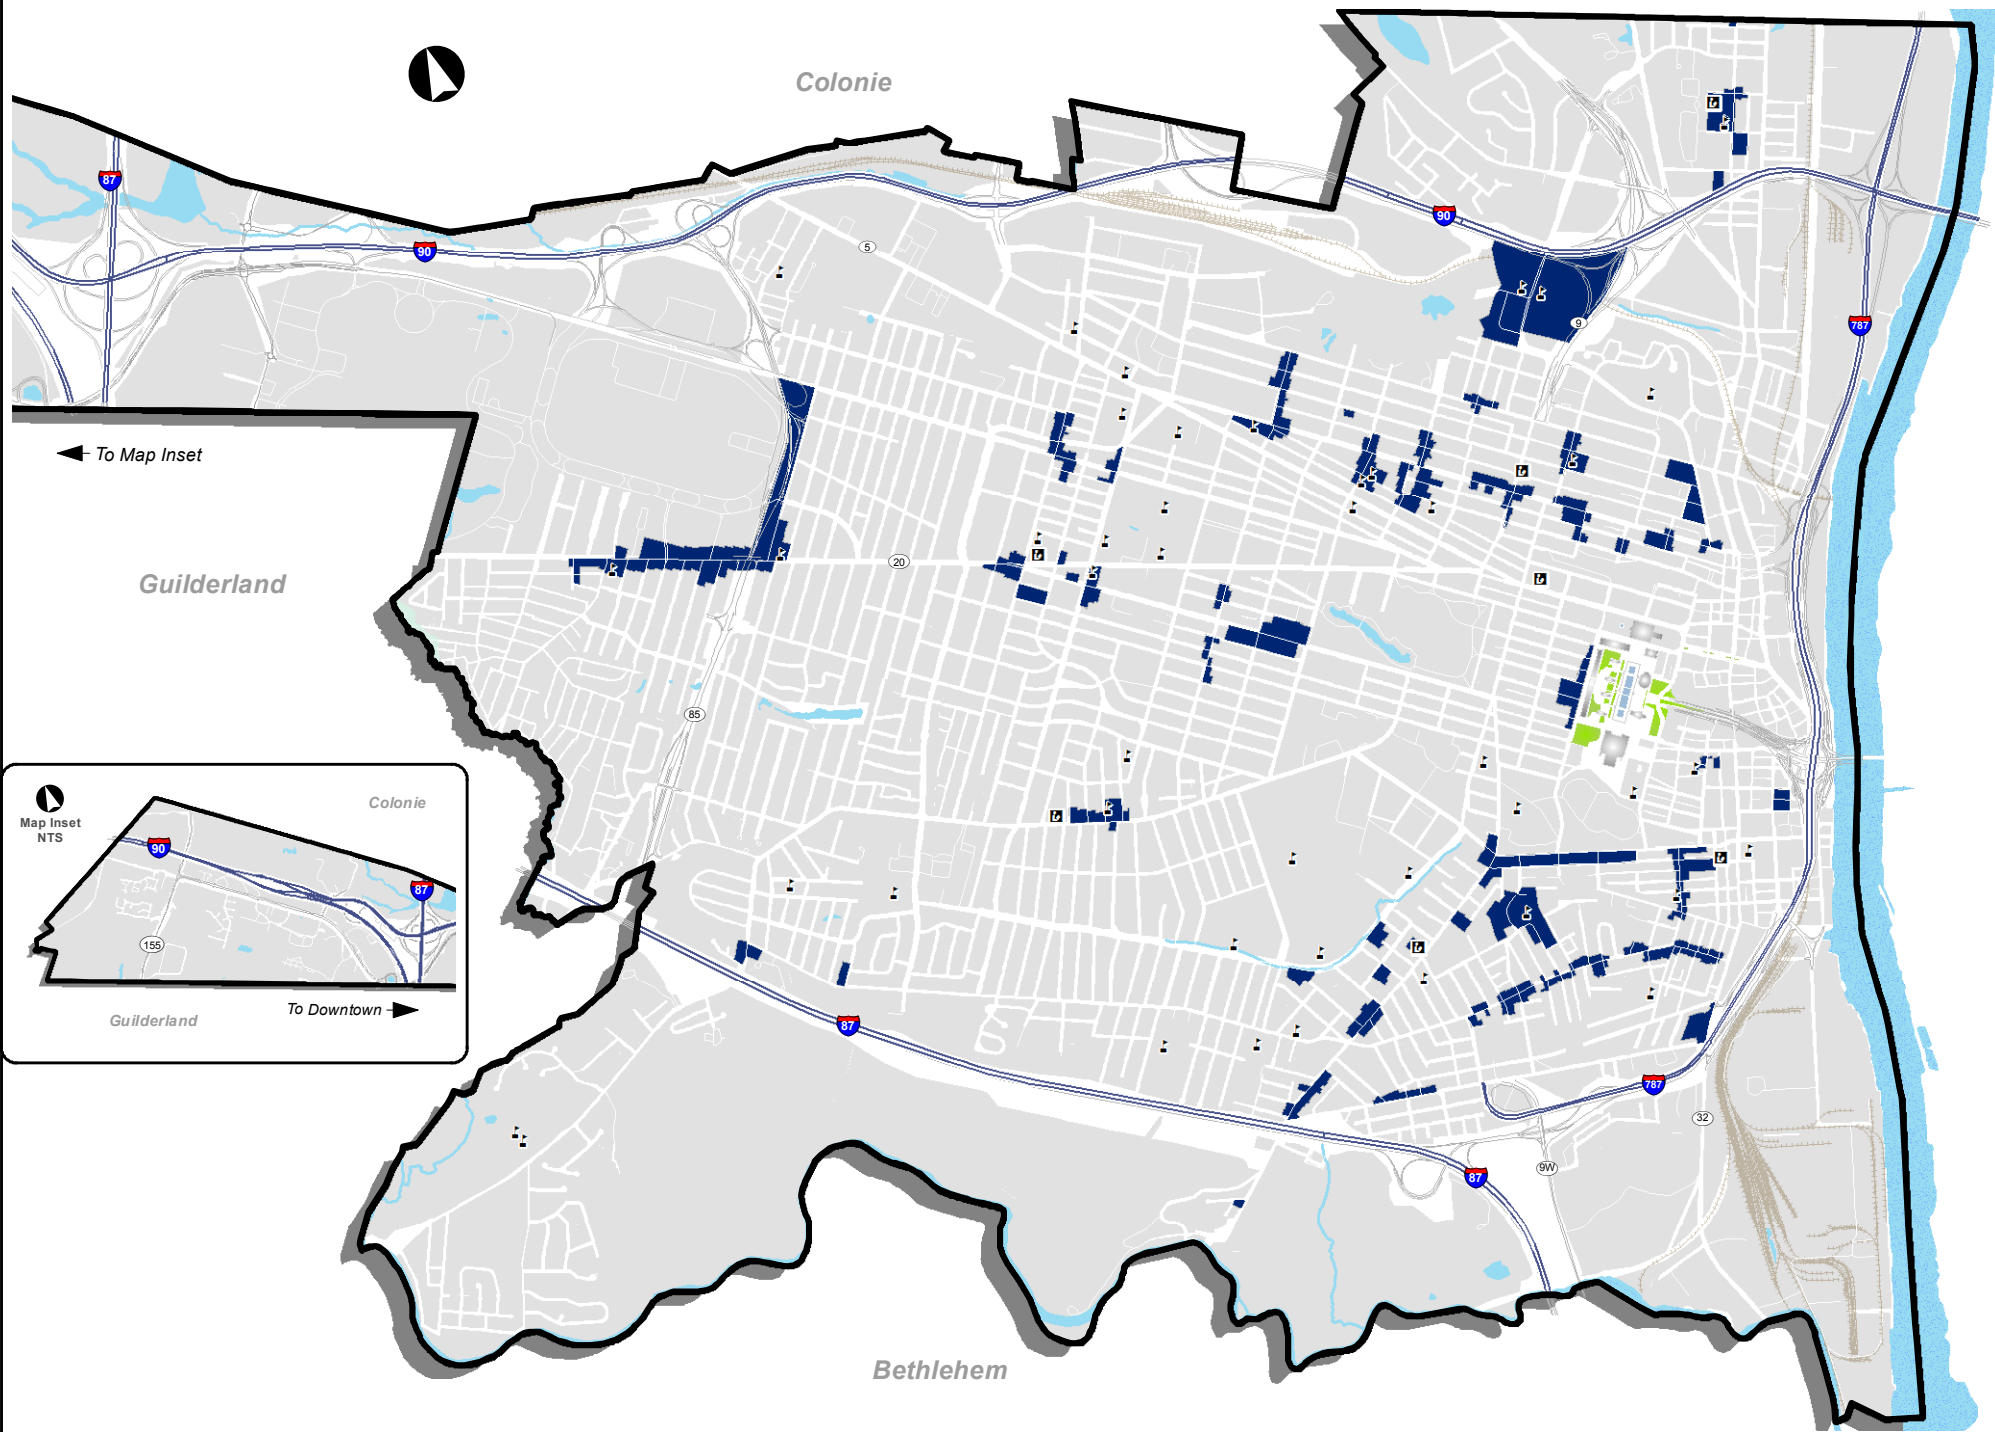 Colonie
87
90
5
90
9
787
To Map Inset
Guilderland
20
85
Colonie
Map Inset
NTS
90
87
155
To Downtown
Guilderland
87
787
32
9W
87
Bethlehem